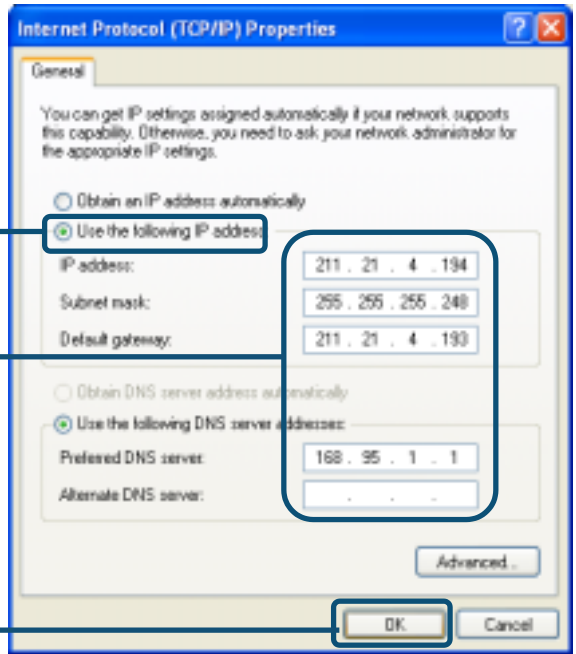 Internet Protocol (TCP/IP) Properties
General
You can get IP settings assigned automatically if your network supports
this capability. Otherwise, you need to ask your network administrator for
the appropriate IP settings.
Obtain an IP address automatically
Use the following IP address:
IP address: 211 . 21 . 4 . 194
Subnet mask: 255 . 255 . 255 . 248
Default gateway: 211 . 21 . 4 . 193
Obtain DNS server address automatically
Use the following DNS server addresses:
Preferred DNS server: 168 . 95 . 1 . 1
Alternate DNS server: . . .
Advanced...
OK Cancel